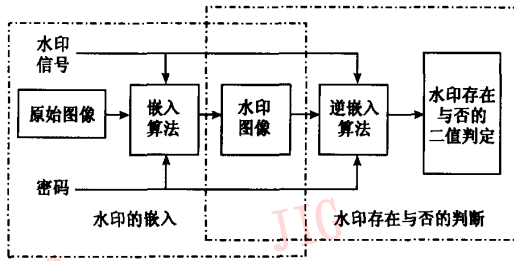 水印
信号
原始图像
嵌入
算法
水印
图像
逆嵌入
算法
水印存在
与否的
二值判定
密码
水印的嵌入
水印存在与否的判断
JIG